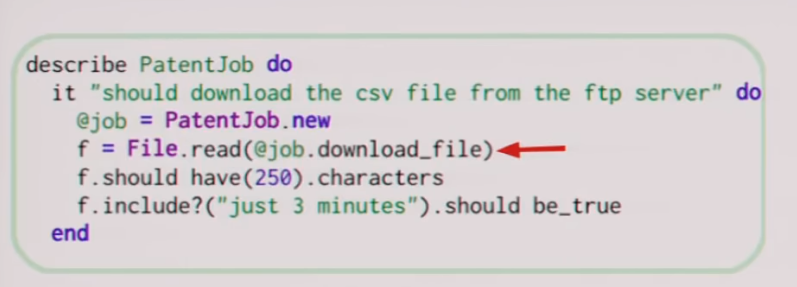 describe PatentJob do
it "should download the csv file from the ftp server" do
@job = PatentJob.new
f = File.read(@job.download_file)
f.should have(250).characters
f.include?("just 3 minutes").should be_true
end